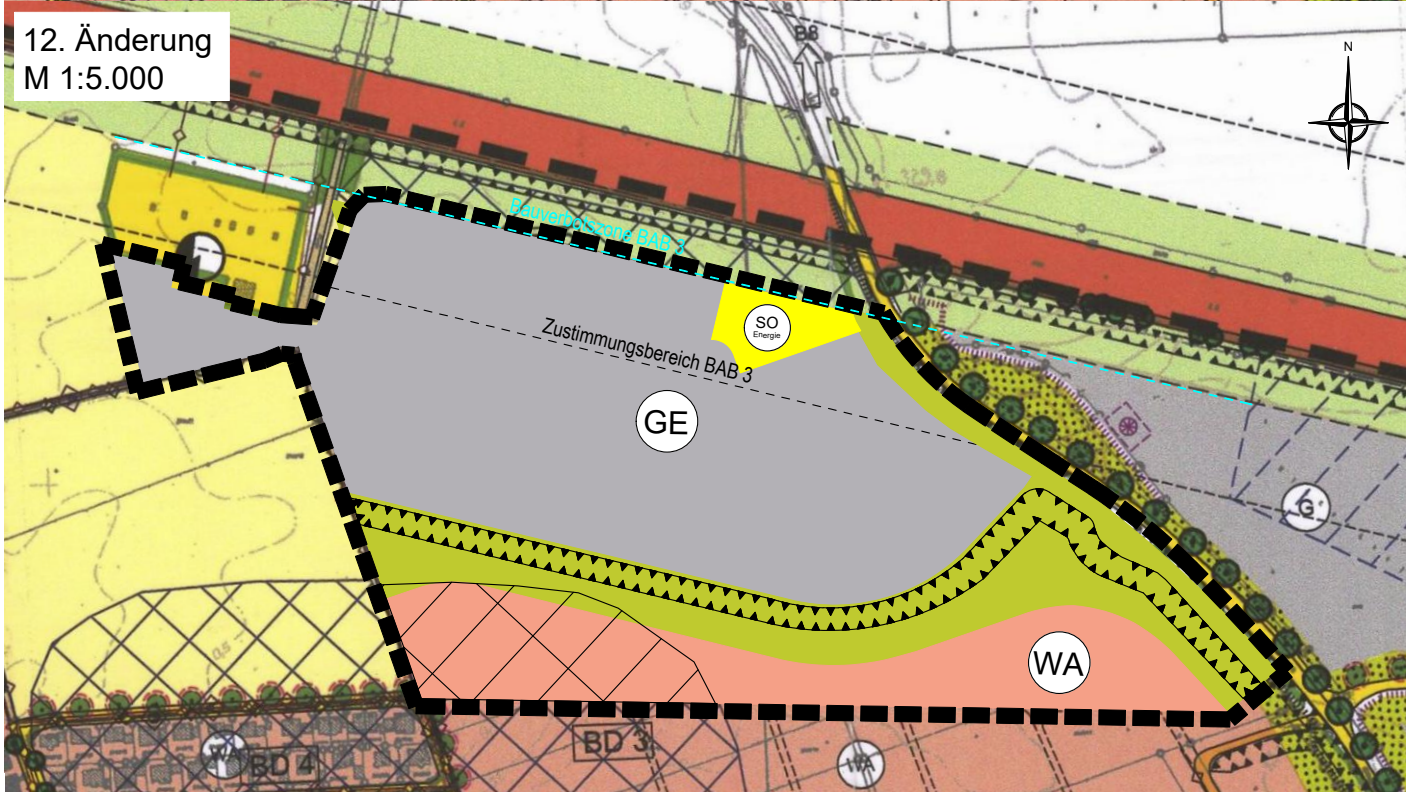 12. Änderung
M 1:5.000
B8
N
Bauverbotszone BAB 3
SO
Energie
Zustimmungsbereich BAB 3
GE
G
WA
BD 3
BD 4
WA
WA